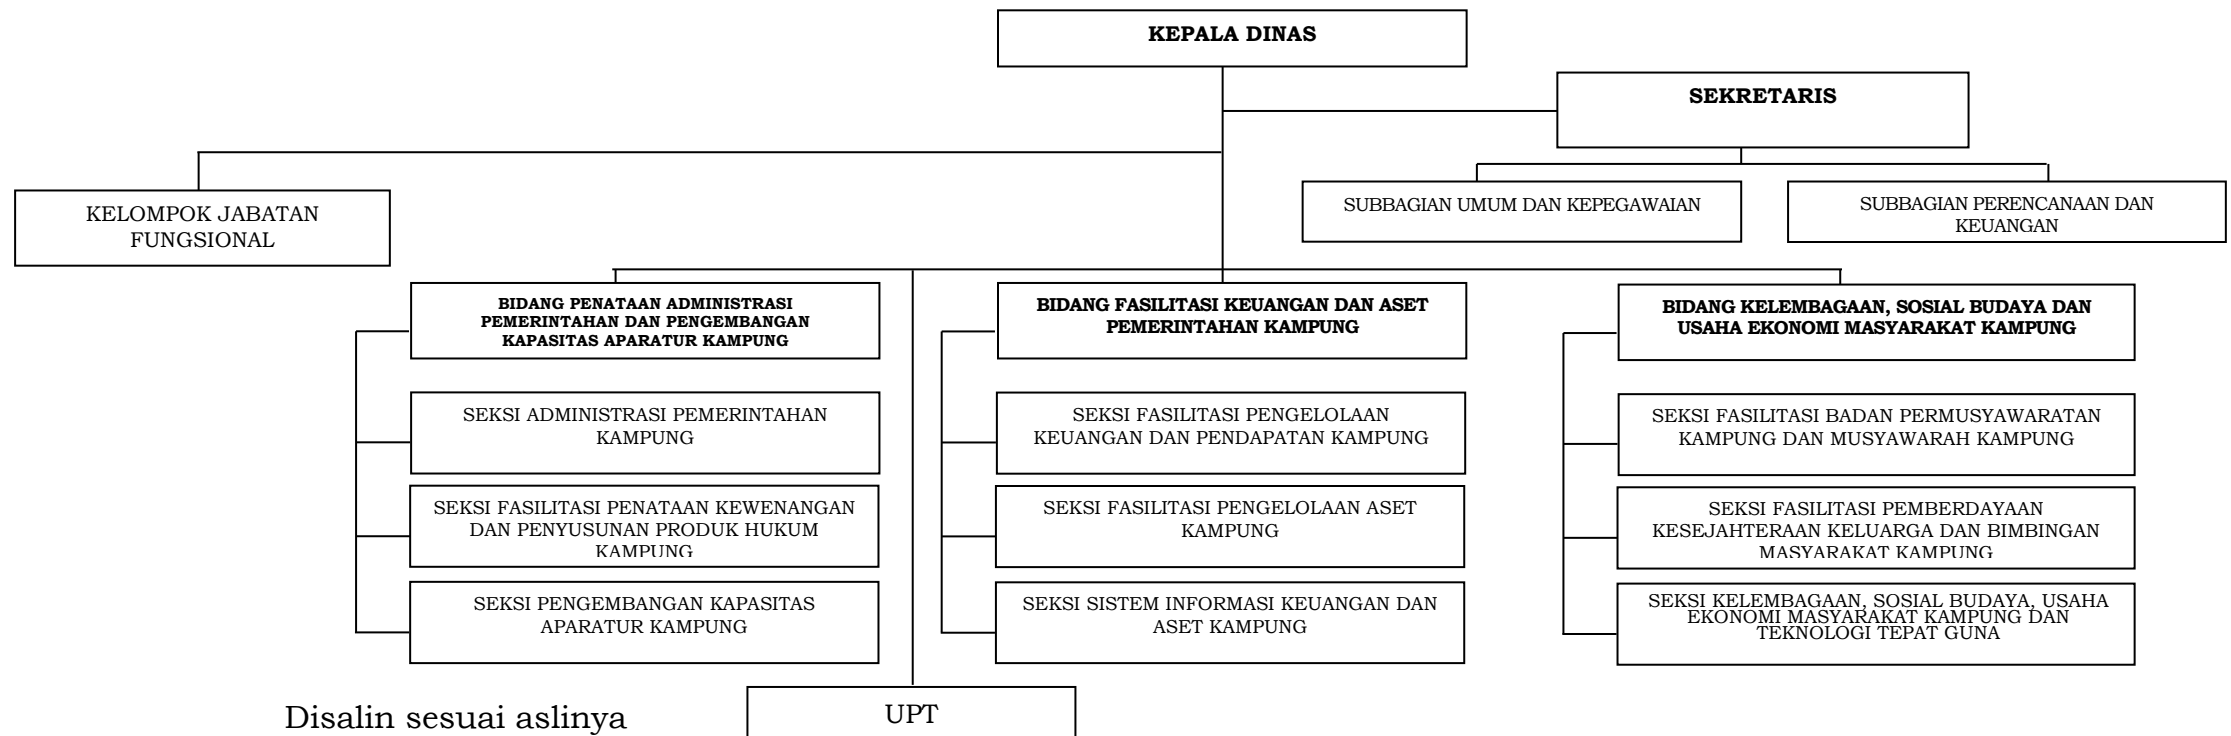 KEPALA DINAS
SEKRETARIS
KELOMPOK JABATAN
FUNGSIONAL
SUBBAGIAN UMUM DAN KEPEGAWAIAN
SUBBAGIAN PERENCANAAN DAN
KEUANGAN
BIDANG PENATAAN ADMINISTRASI
PEMERINTAHAN DAN PENGEMBANGAN
KAPASITAS APARATUR KAMPUNG
BIDANG FASILITASI KEUANGAN DAN ASET
PEMERINTAHAN KAMPUNG
BIDANG KELEMBAGAAN, SOSIAL BUDAYA DAN
USAHA EKONOMI MASYARAKAT KAMPUNG
SEKSI ADMINISTRASI PEMERINTAHAN
KAMPUNG
SEKSI FASILITASI PENGELOLAAN
KEUANGAN DAN PENDAPATAN KAMPUNG
SEKSI FASILITASI BADAN PERMUSYAWARATAN
KAMPUNG DAN MUSYAWARAH KAMPUNG
SEKSI FASILITASI PENATAAN KEWENANGAN
DAN PENYUSUNAN PRODUK HUKUM
KAMPUNG
SEKSI FASILITASI PENGELOLAAN ASET
KAMPUNG
SEKSI FASILITASI PEMBERDAYAAN
KESEJAHTERAAN KELUARGA DAN BIMBINGAN
MASYARAKAT KAMPUNG
SEKSI PENGEMBANGAN KAPASITAS
APARATUR KAMPUNG
SEKSI SISTEM INFORMASI KEUANGAN DAN
ASET KAMPUNG
SEKSI KELEMBAGAAN, SOSIAL BUDAYA, USAHA
EKONOMI MASYARAKAT KAMPUNG DAN
TEKNOLOGI TEPAT GUNA
Disalin sesuai aslinya
UPT